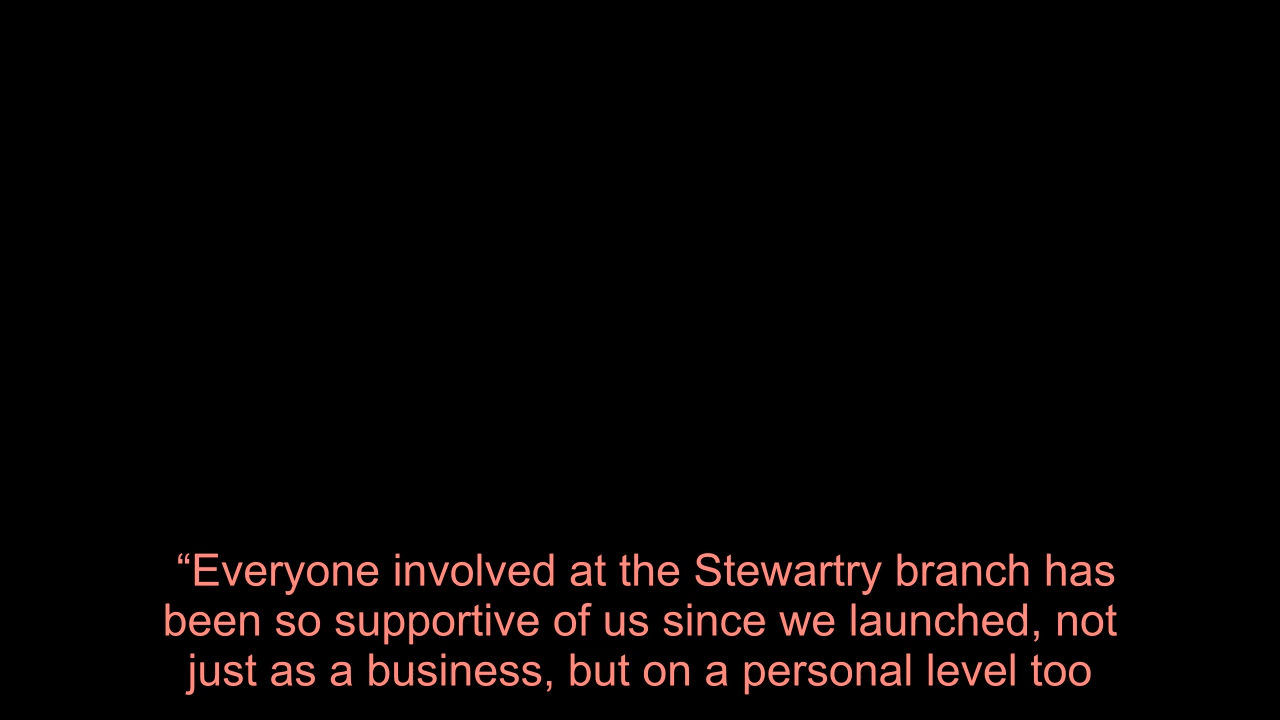 “Everyone involved at the Stewartry branch has
been so supportive of us since we launched, not
just as a business, but on a personal level too